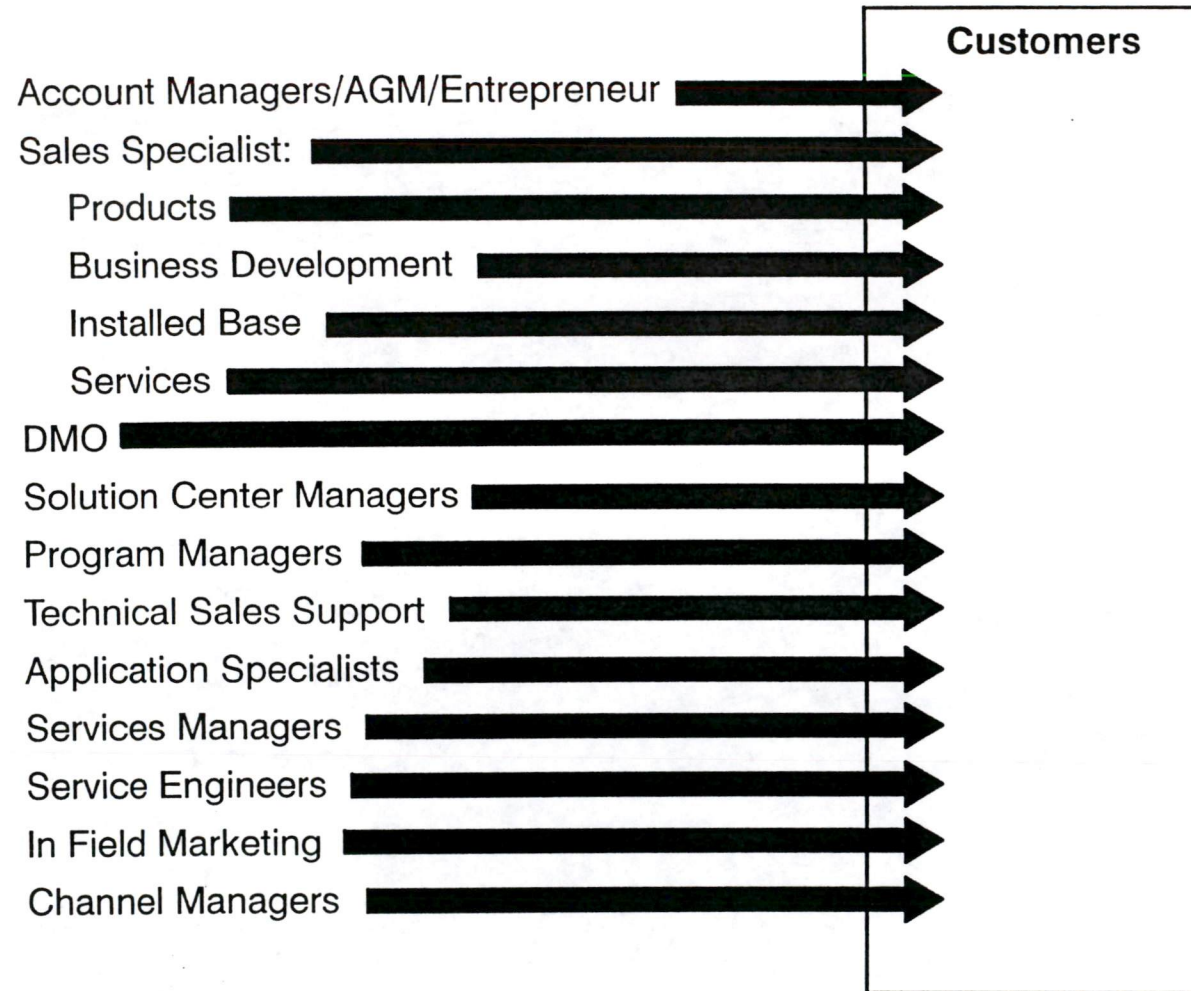 Customers
Account Managers/AGM/Entrepreneur
Sales Specialist:
Products
Business Development
Installed Base
Services
DMO
Solution Center Managers
Program Managers
Technical Sales Support
Application Specialists
Services Managers
Service Engineers
In Field Marketing
Channel Managers